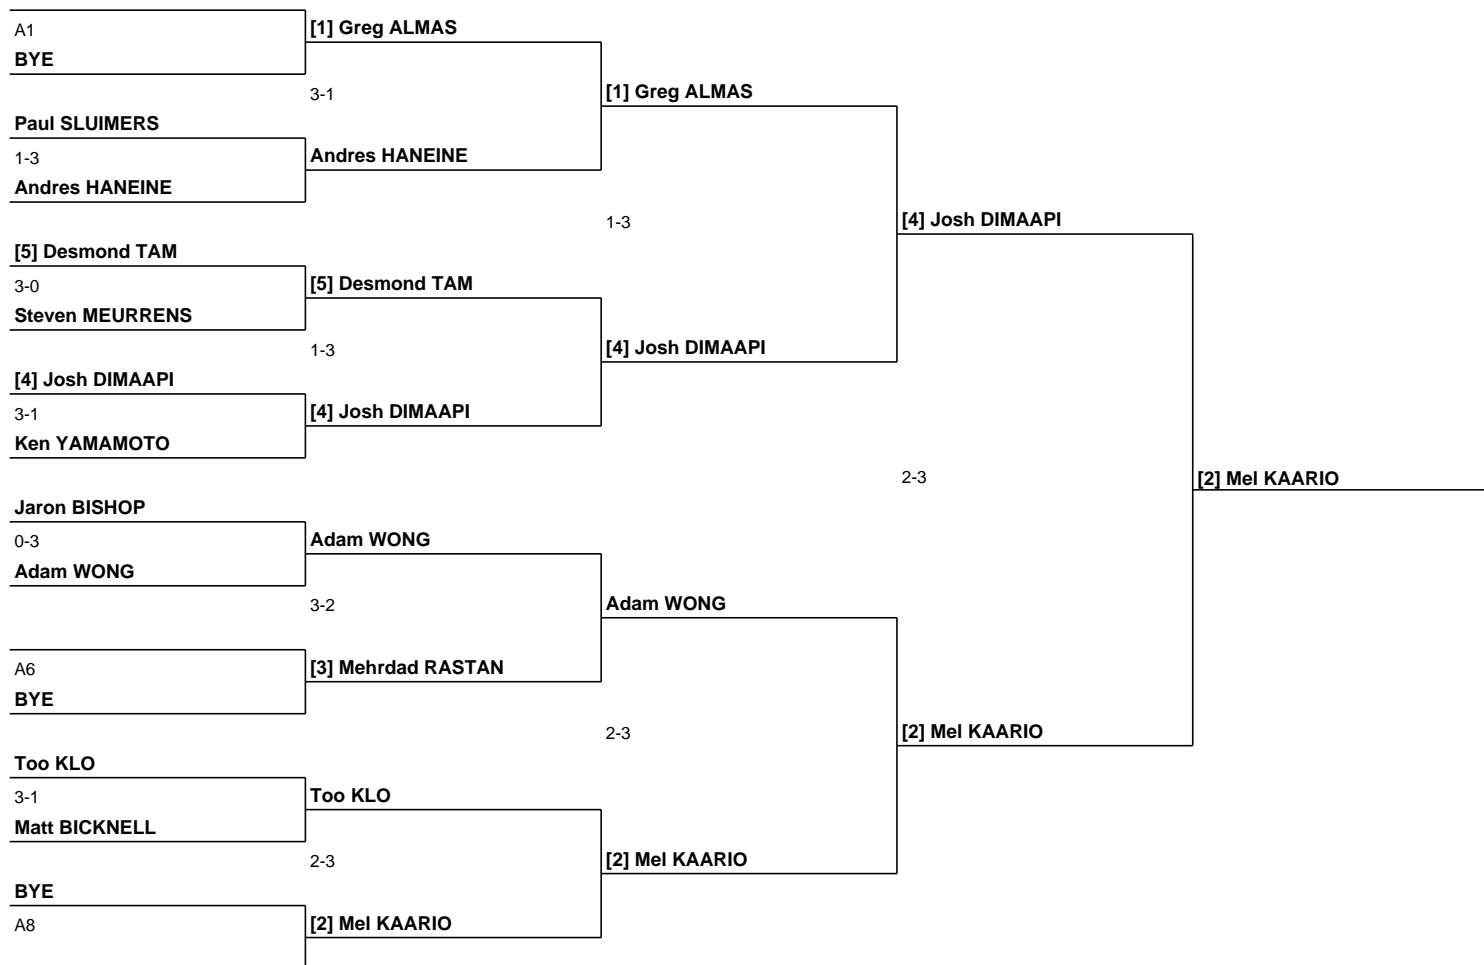 A1
BYE
[1] Greg ALMAS
3-1
[1] Greg ALMAS
Paul SLUIMERS
1-3
Andres HANEINE
Andres HANEINE
1-3
[4] Josh DIMAAPI
[5] Desmond TAM
3-0
Steven MEURRENS
[5] Desmond TAM
1-3
[4] Josh DIMAAPI
[4] Josh DIMAAPI
3-1
Ken YAMAMOTO
[4] Josh DIMAAPI
2-3
[2] Mel KAARIO
Jaron BISHOP
0-3
Adam WONG
Adam WONG
3-2
Adam WONG
A6
BYE
[3] Mehrdad RASTAN
2-3
[2] Mel KAARIO
Too KLO
3-1
Matt BICKNELL
Too KLO
2-3
[2] Mel KAARIO
BYE
A8
[2] Mel KAARIO